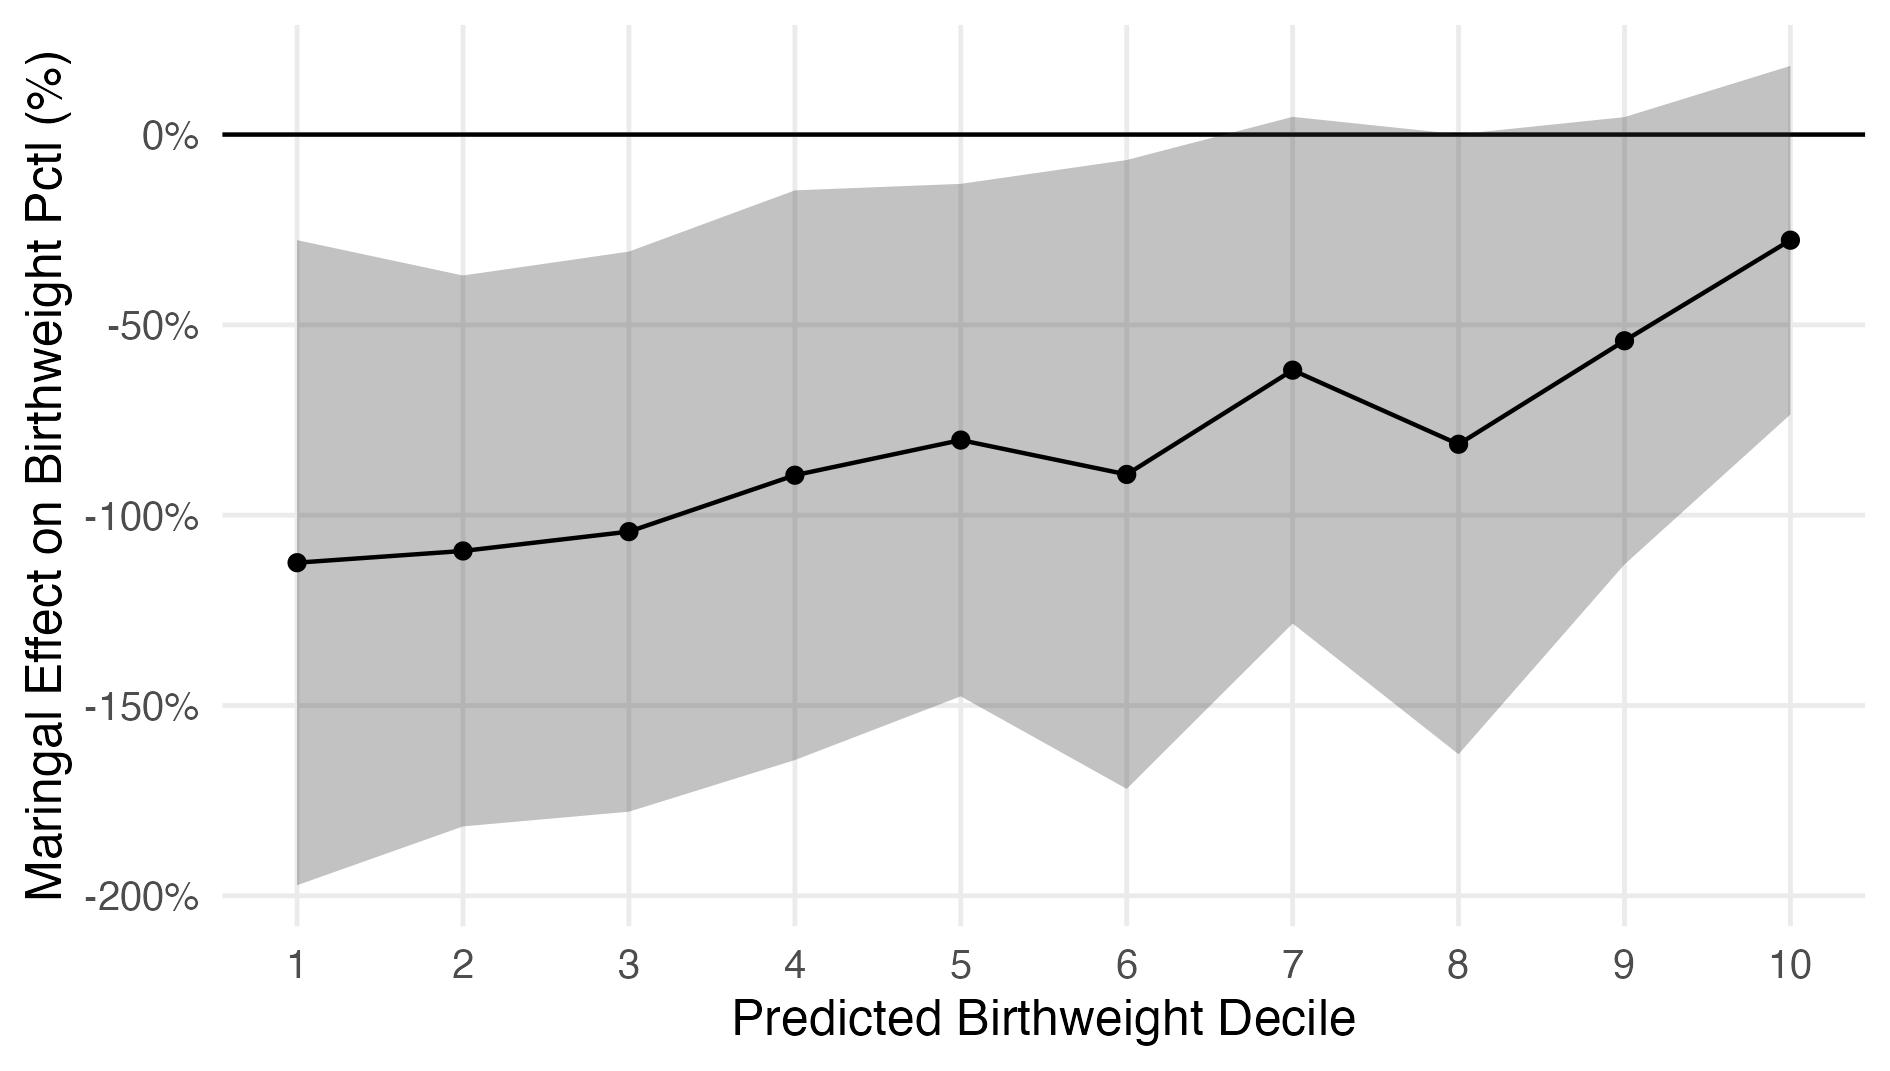 Maringal Effect on Birthweight Pctl (%)
0%
-50%
-100%
-150%
-200%
1 2 3 4 5 6 7 8 9 10
Predicted Birthweight Decile